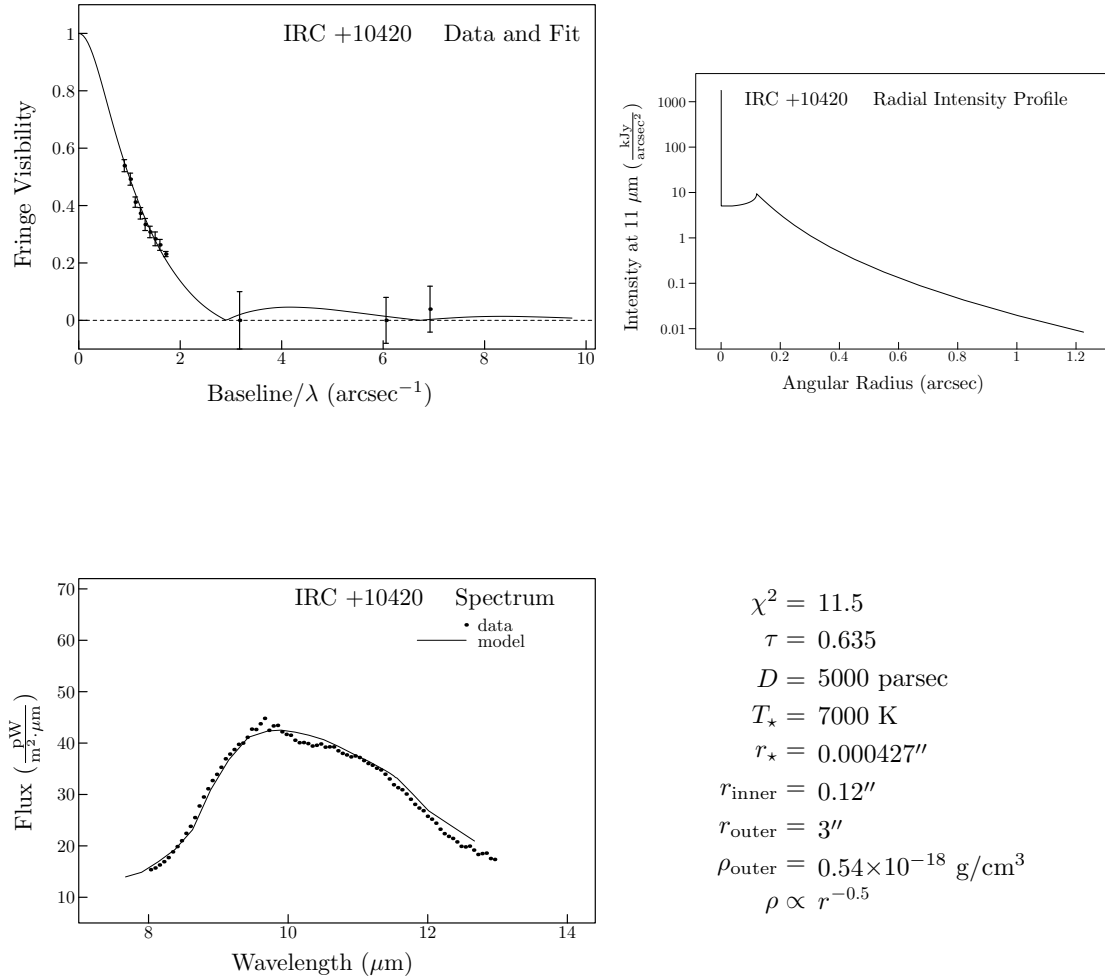 IRC +10420 Data and Fit
1
0.8
0.6
0.4
0.2
0
Fringe Visibility
0 2 4 6 8 10
Baseline/λ (arcsec⁻¹)
IRC +10420 Radial Intensity Profile
1000
100
10
1
0.1
0.01
Intensity at 11 μm (kJy/arcsec²)
0 0.2 0.4 0.6 0.8 1 1.2
Angular Radius (arcsec)
IRC +10420 Spectrum
data
model
70
60
50
40
30
20
10
Flux (pW/m²·μm)
8 10 12 14
Wavelength (μm)
χ² = 11.5
τ = 0.635
D = 5000 parsec
T⋆ = 7000 K
r⋆ = 0.000427″
r_inner = 0.12″
r_outer = 3″
ρ_outer = 0.54×10⁻¹⁸ g/cm³
ρ ∝ r⁻⁰·⁵